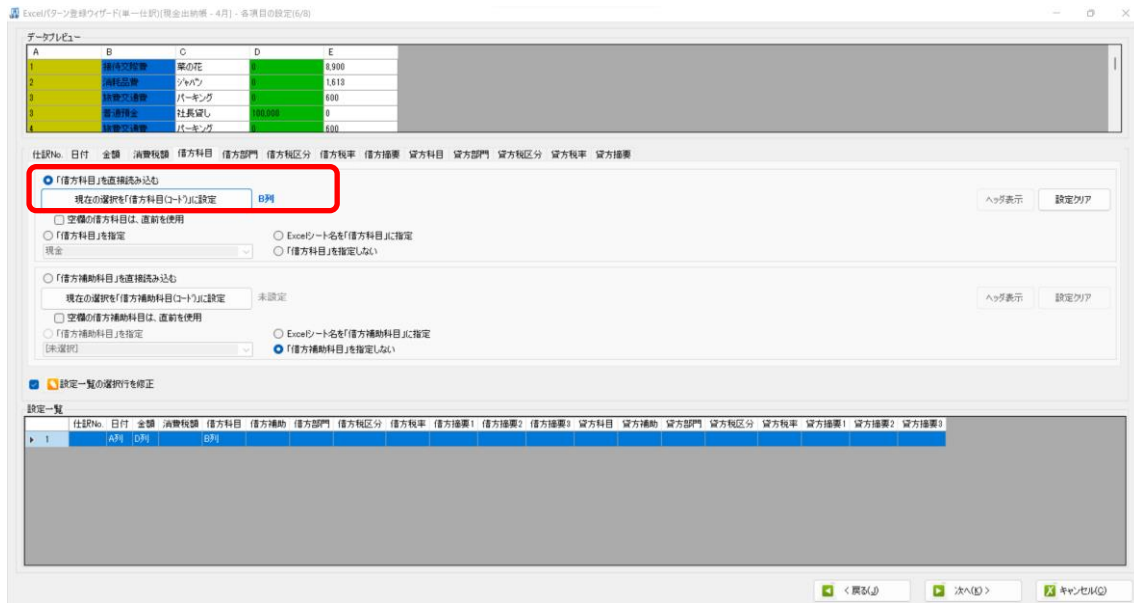 Excelパターン登録ウィザード(単一仕訳)[現金出納帳 - 4月] - 各項目の設定(6/8)
データプレビュー
A B C D E
1 接待交際費 菜の花 0 8,900
2 消耗品費 ジャパン 0 1,613
3 旅費交通費 パーキング 0 600
3 普通預金 社長貸し 100,000 0
4 旅費交通費 パーキング 0 600
仕訳No. 日付 金額 消費税額 借方科目 借方部門 借方税区分 借方税率 借方摘要 貸方科目 貸方部門 貸方税区分 貸方税率 貸方摘要
「借方科目」を直接読み込む
現在の選択を「借方科目(コード)」に設定 B列 ヘッダ表示 設定クリア
空欄の借方科目は、直前を使用
「借方科目」を指定 Excelシート名を「借方科目」に指定
現金 「借方科目」を指定しない
「借方補助科目」を直接読み込む
現在の選択を「借方補助科目(コード)」に設定 未設定 ヘッダ表示 設定クリア
空欄の借方補助科目は、直前を使用
「借方補助科目」を指定 Excelシート名を「借方補助科目」に指定
[未選択] 「借方補助科目」を指定しない
設定一覧の選択行を修正
設定一覧
仕訳No. 日付 金額 消費税額 借方科目 借方補助 借方部門 借方税区分 借方税率 借方摘要1 借方摘要2 借方摘要3 貸方科目 貸方補助 貸方部門 貸方税区分 貸方税率 貸方摘要1 貸方摘要2 貸方摘要3
1 A列 D列 B列
< 戻る(J) 次へ(K) > キャンセル(C)